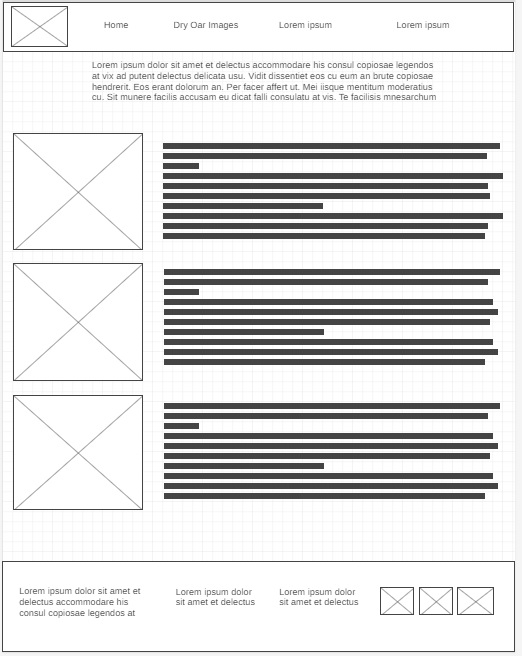 Home Dry Oar Images Lorem ipsum Lorem ipsum
Lorem ipsum dolor sit amet et delectus accommodare his consul copiosae legendos
at vix ad putent delectus delicata usu. Vidit dissentiet eos cu eum an brute copiosae
hendrerit. Eos erant dolorum an. Per facer affert ut. Mei iisque mentitum moderatius
cu. Sit munere facilis accusam eu dicat falli consulatu at vis. Te facilisis mnesarchum
Lorem ipsum dolor sit amet et
delectus accommodare his
consul copiosae legendos at
Lorem ipsum dolor
sit amet et delectus
Lorem ipsum dolor
sit amet et delectus